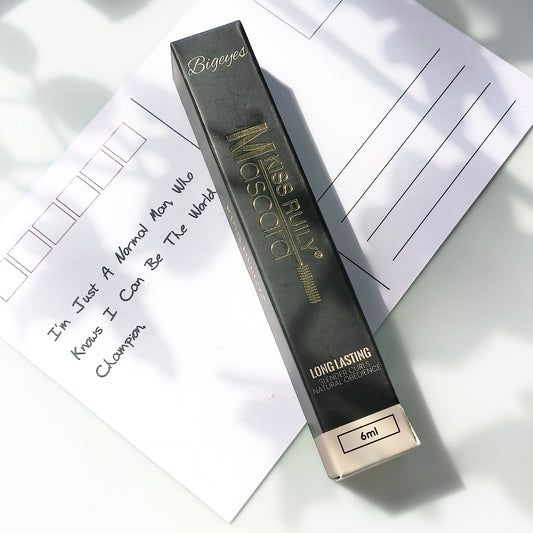 Bigeyes
KISS RUILY®
Mascara
LONG LASTING
SLENDER CURLS
NATURAL OBEDIENCE
6ml
I'm Just A Normal Man, Who
Knows I Can Be The World
Champion.